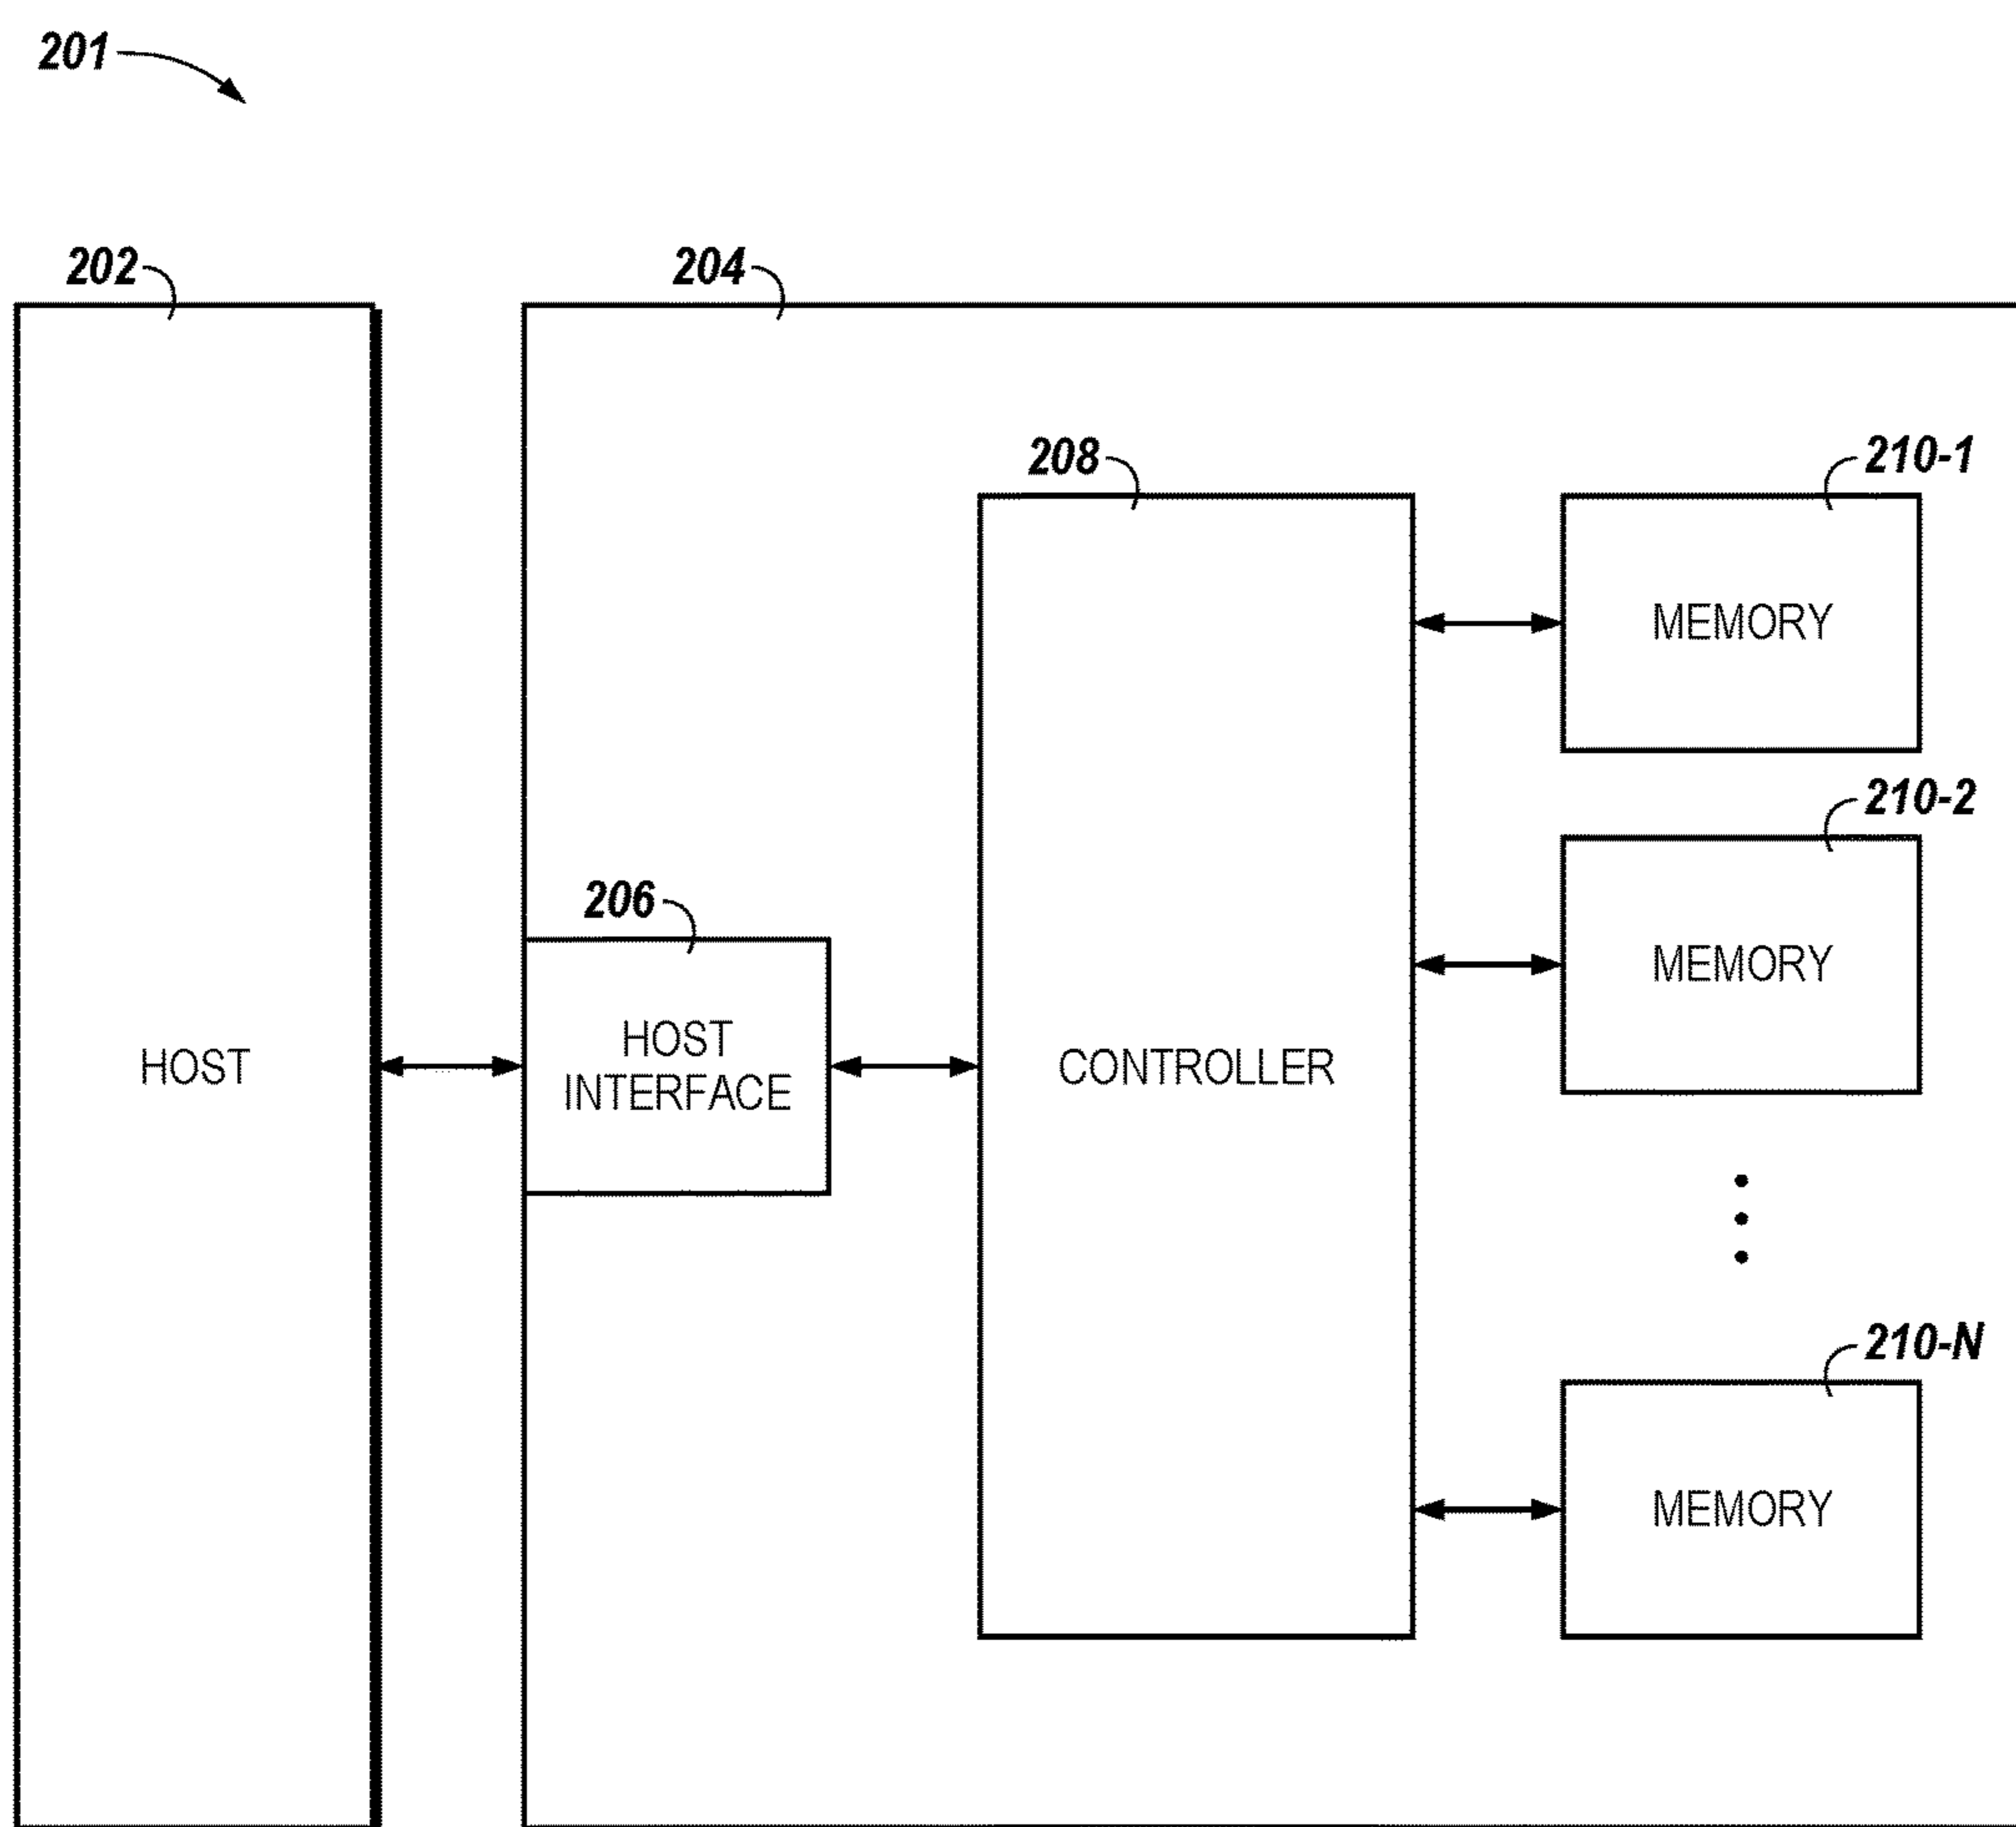 201
202
204
208
210-1
MEMORY
210-2
206
MEMORY
HOST
HOST
INTERFACE
CONTROLLER
210-N
MEMORY